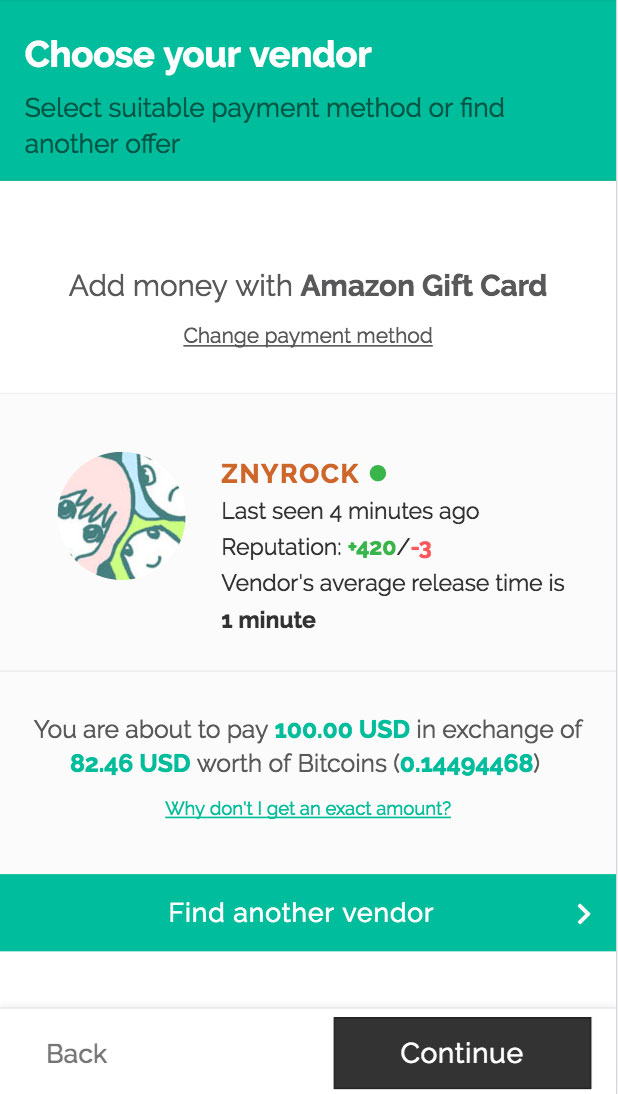 Choose your vendor
Select suitable payment method or find
another offer
Add money with Amazon Gift Card
Change payment method
ZNYROCK
Last seen 4 minutes ago
Reputation: +420/-3
Vendor's average release time is
1 minute
You are about to pay 100.00 USD in exchange of
82.46 USD worth of Bitcoins (0.14494468)
Why don't I get an exact amount?
Find another vendor
Back
Continue